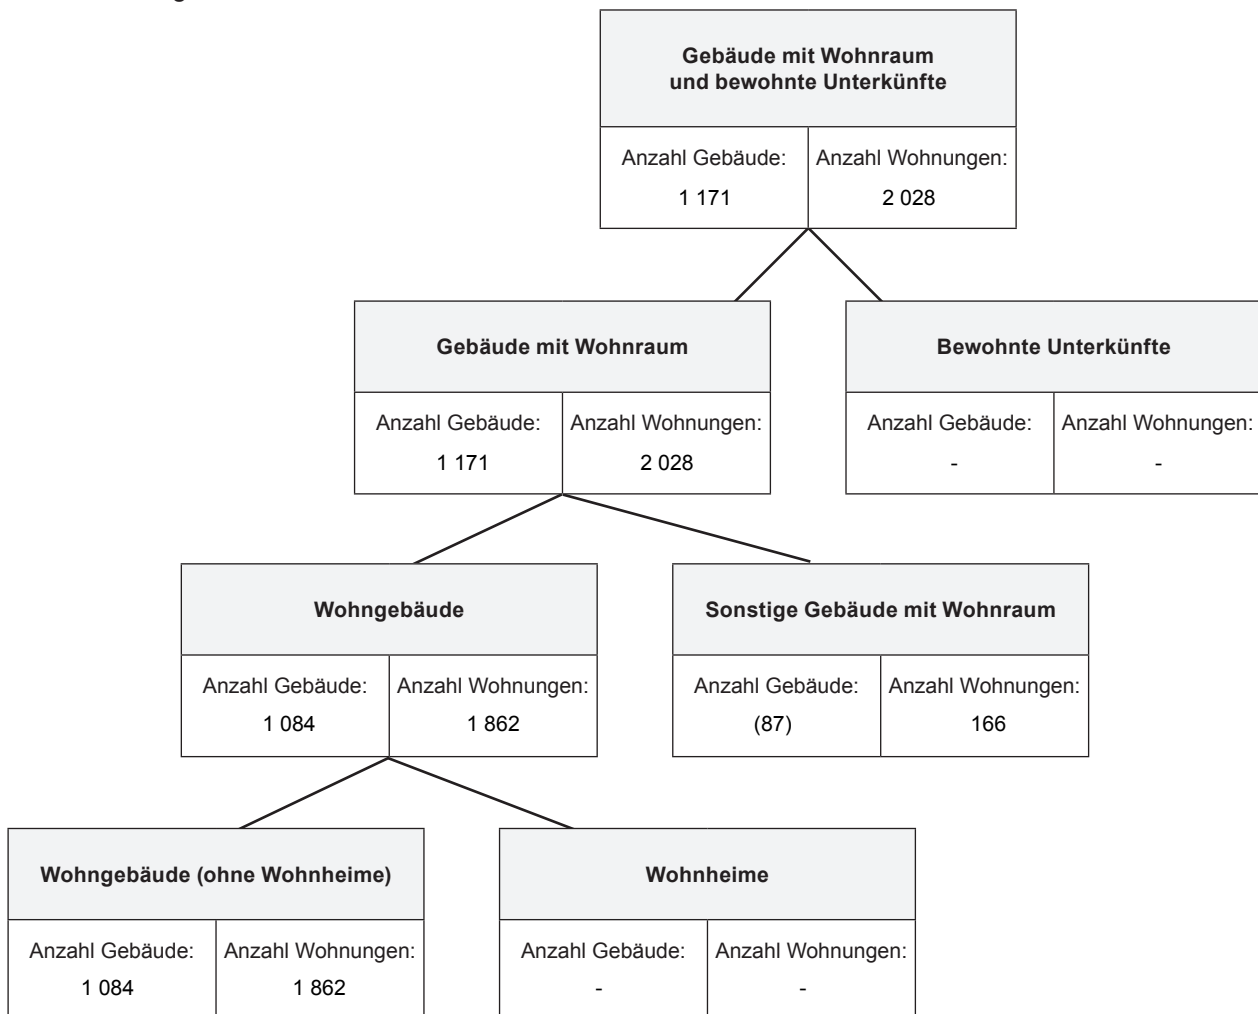 Gebäude mit Wohnraum
und bewohnte Unterkünfte
Anzahl Gebäude: Anzahl Wohnungen:
1 171 2 028
Gebäude mit Wohnraum Bewohnte Unterkünfte
Anzahl Gebäude: Anzahl Wohnungen: Anzahl Gebäude: Anzahl Wohnungen:
1 171 2 028 - -
Wohngebäude Sonstige Gebäude mit Wohnraum
Anzahl Gebäude: Anzahl Wohnungen: Anzahl Gebäude: Anzahl Wohnungen:
1 084 1 862 (87) 166
Wohngebäude (ohne Wohnheime) Wohnheime
Anzahl Gebäude: Anzahl Wohnungen: Anzahl Gebäude: Anzahl Wohnungen:
1 084 1 862 - -